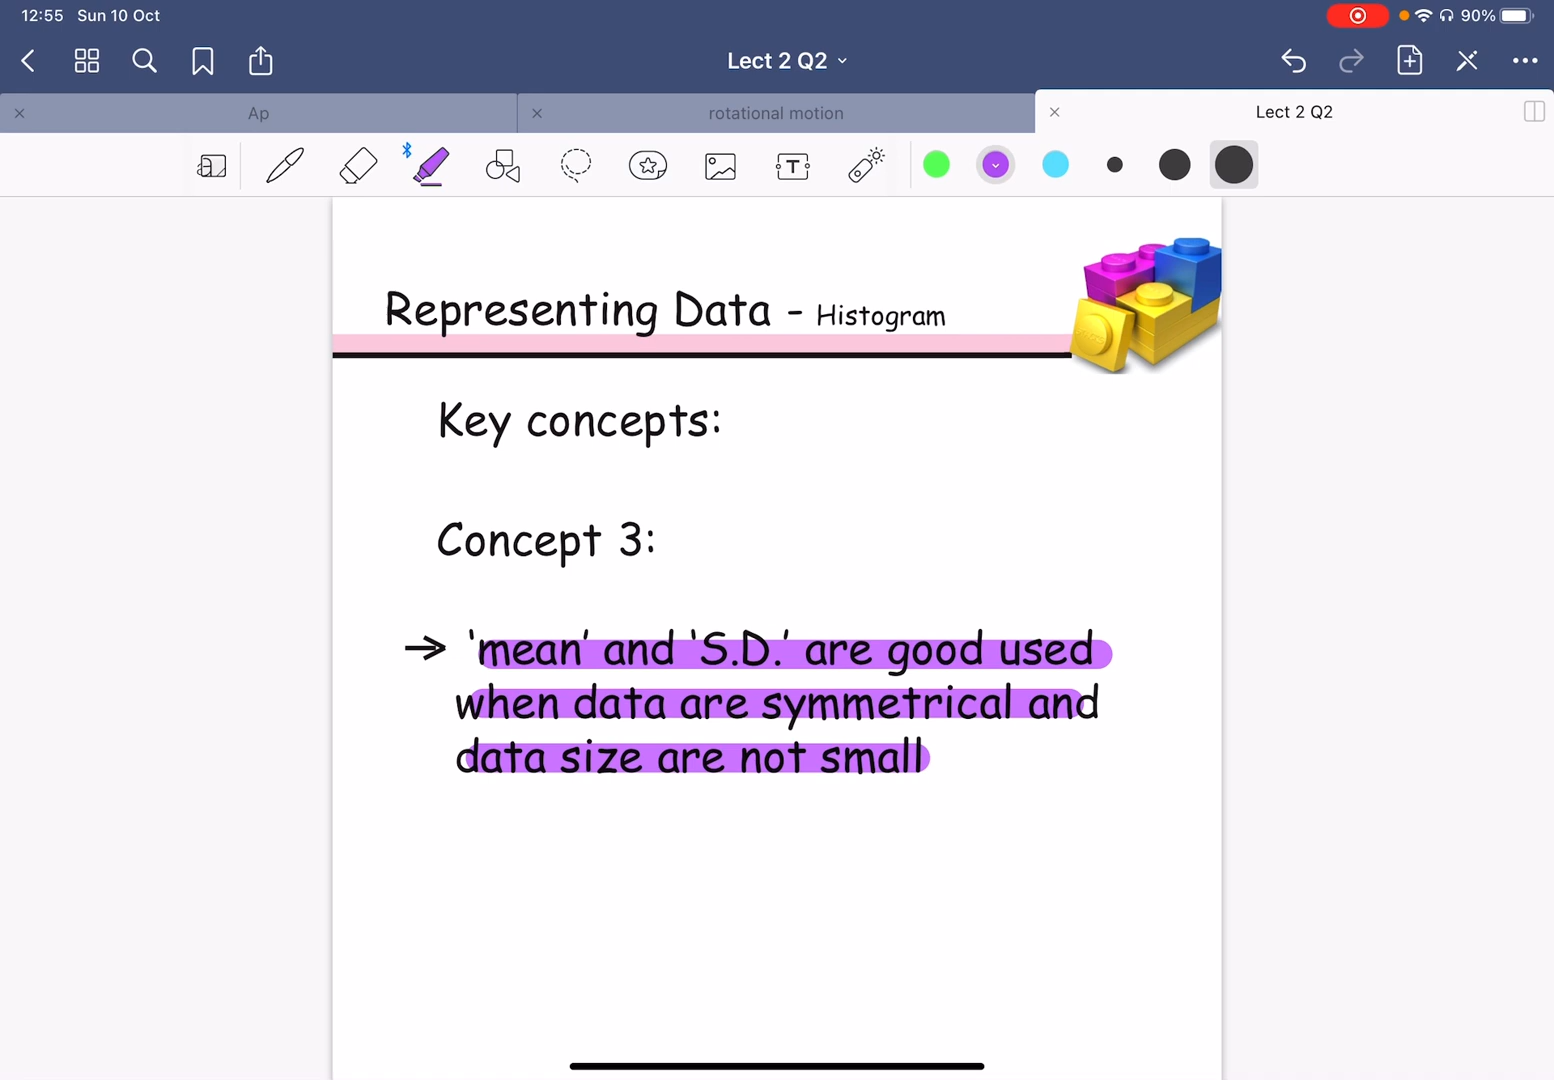 12:55 Sun 10 Oct
90%
Lect 2 Q2
Ap
rotational motion
Lect 2 Q2
T
Representing Data - Histogram
Key concepts:
Concept 3:
→ 'mean' and 'S.D.' are good used
when data are symmetrical and
data size are not small